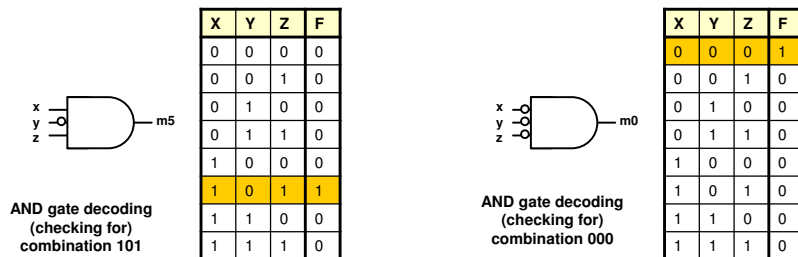 x
y
z
m5
AND gate decoding
(checking for)
combination 101
X Y Z F
0 0 0 0
0 0 1 0
0 1 0 0
0 1 1 0
1 0 0 0
1 0 1 1
1 1 0 0
1 1 1 0
x
y
z
m0
AND gate decoding
(checking for)
combination 000
X Y Z F
0 0 0 1
0 0 1 0
0 1 0 0
0 1 1 0
1 0 0 0
1 0 1 0
1 1 0 0
1 1 1 0